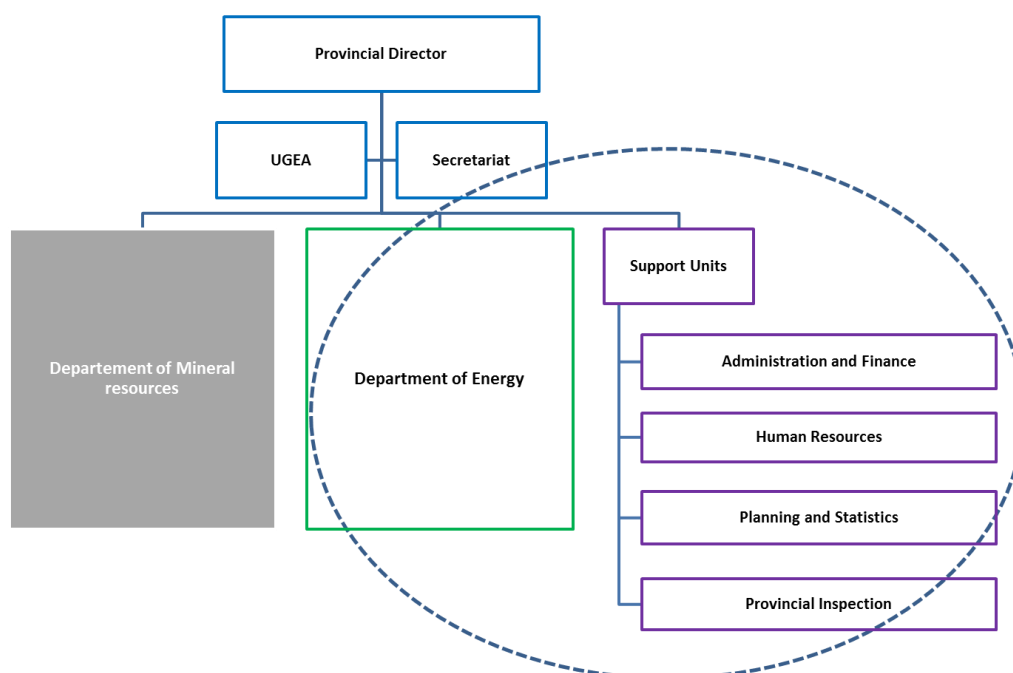 Provincial Director
UGEA
Secretariat
Departement of Mineral
resources
Department of Energy
Support Units
Administration and Finance
Human Resources
Planning and Statistics
Provincial Inspection